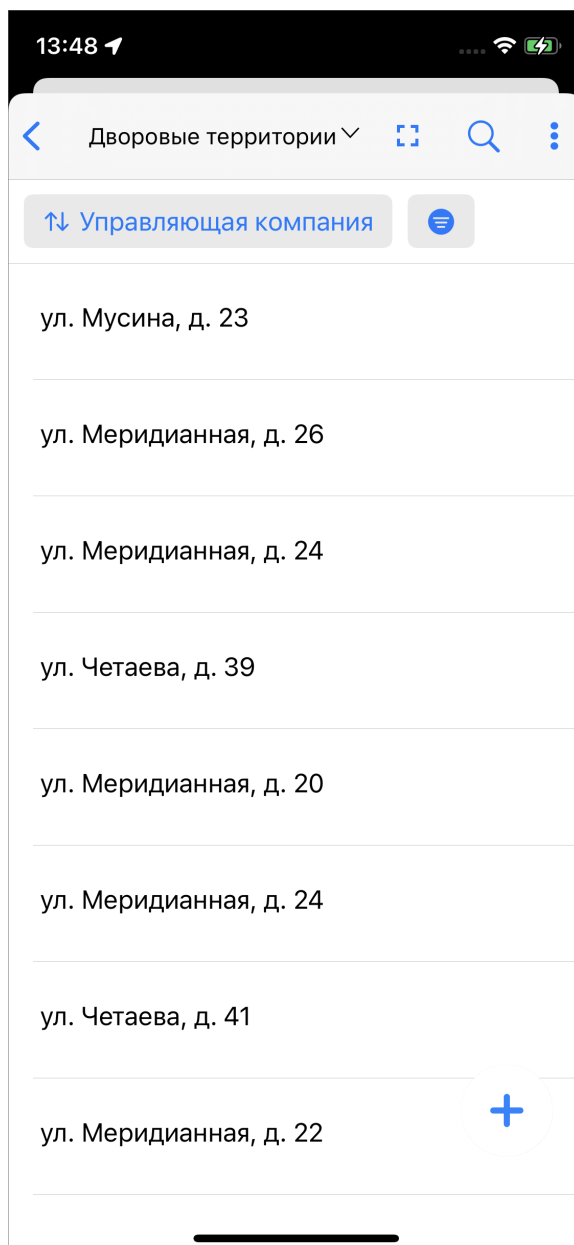 13:48
Дворовые территории
Управляющая компания
ул. Мусина, д. 23
ул. Меридианная, д. 26
ул. Меридианная, д. 24
ул. Четаева, д. 39
ул. Меридианная, д. 20
ул. Меридианная, д. 24
ул. Четаева, д. 41
ул. Меридианная, д. 22